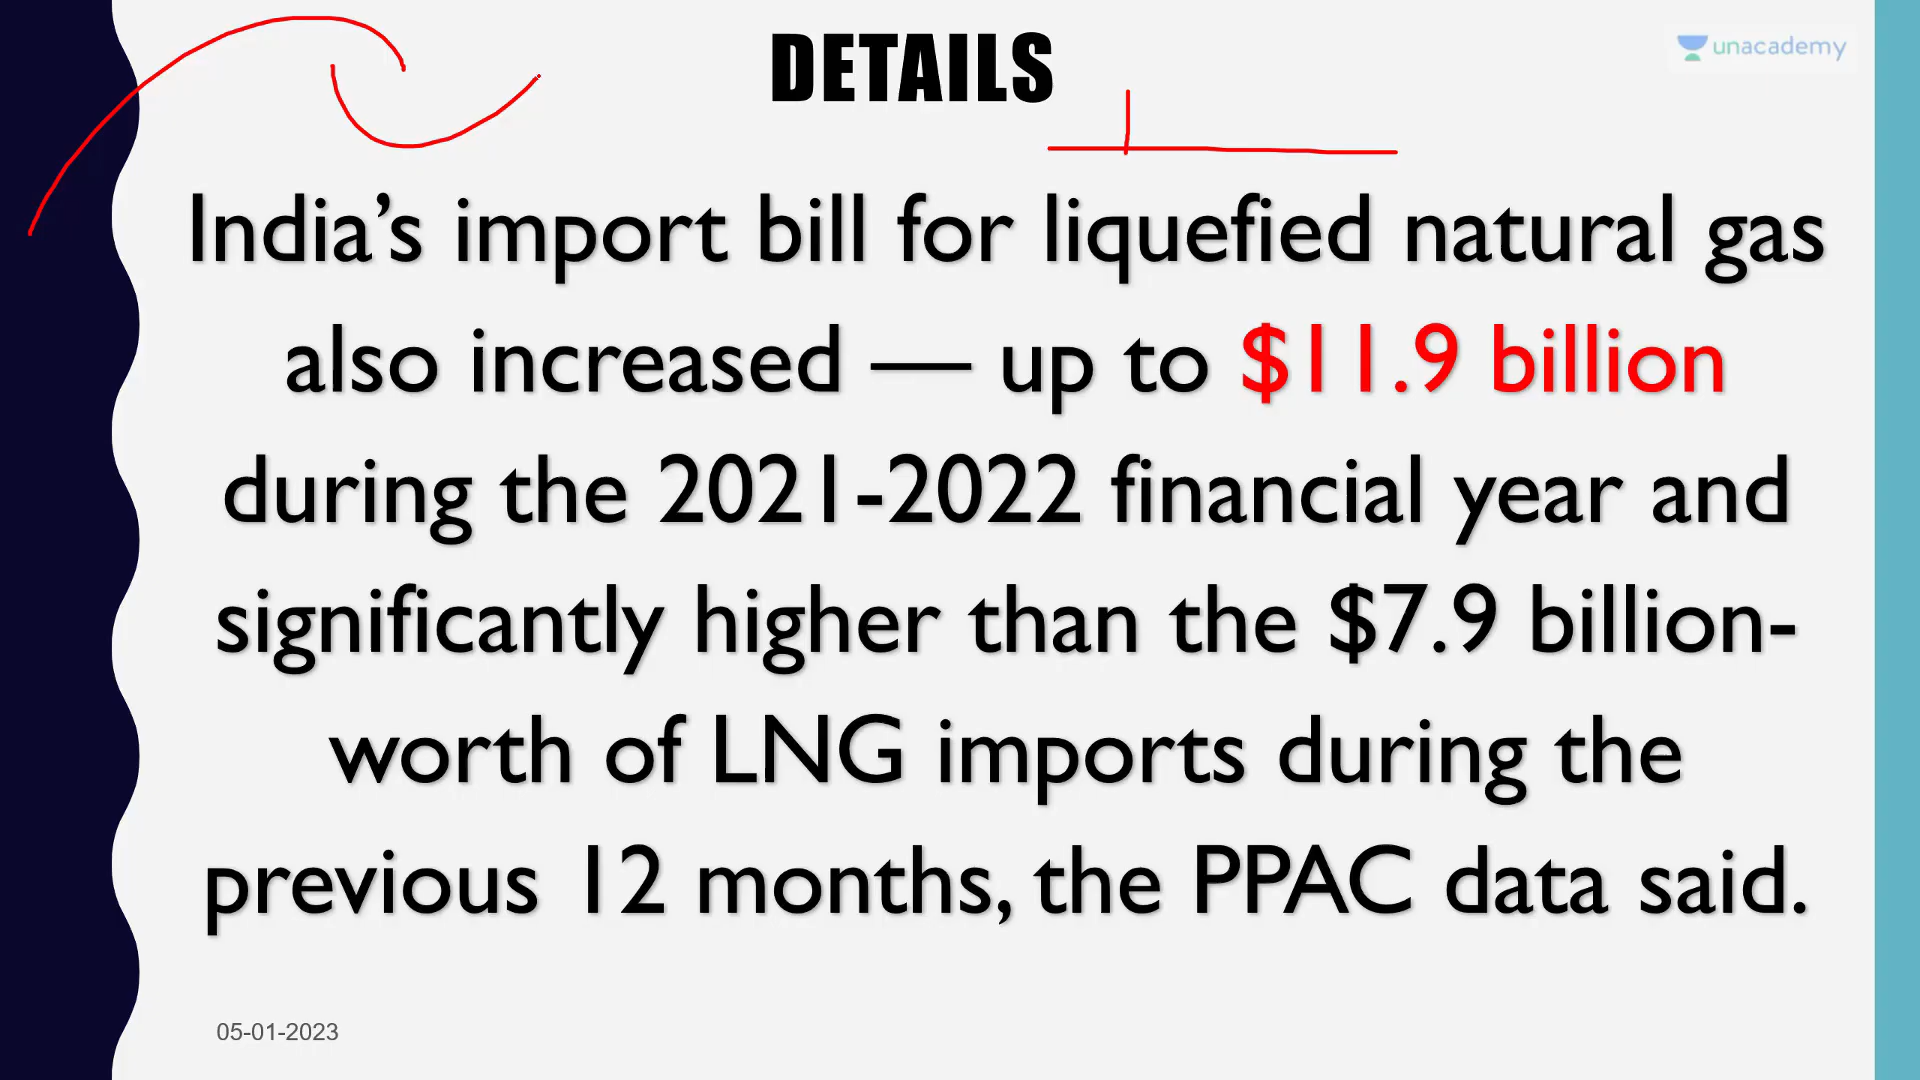 DETAILS
unacademy
India’s import bill for liquefied natural gas
also increased — up to $11.9 billion
during the 2021-2022 financial year and
significantly higher than the $7.9 billion-
worth of LNG imports during the
previous 12 months, the PPAC data said.
05-01-2023